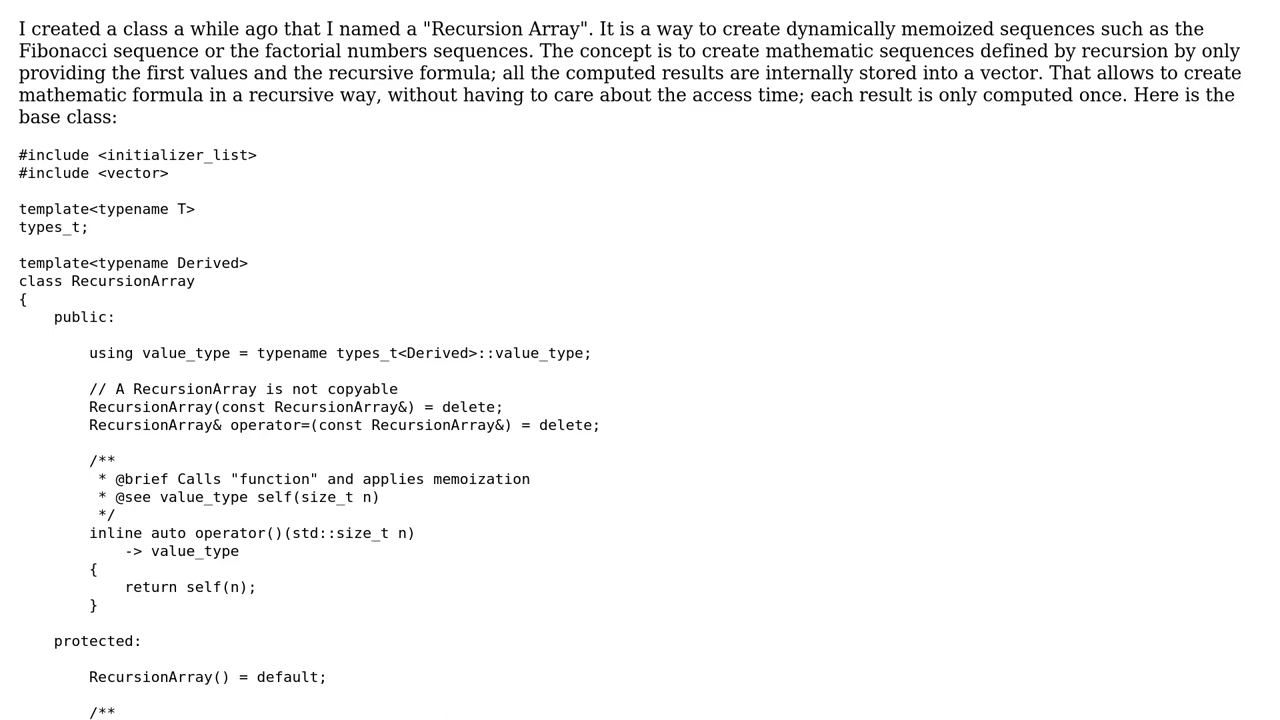 I created a class a while ago that I named a "Recursion Array". It is a way to create dynamically memoized sequences such as the
Fibonacci sequence or the factorial numbers sequences. The concept is to create mathematic sequences defined by recursion by only
providing the first values and the recursive formula; all the computed results are internally stored into a vector. That allows to create
mathematic formula in a recursive way, without having to care about the access time; each result is only computed once. Here is the
base class:
#include <initializer_list>
#include <vector>
template<typename T>
types_t;
template<typename Derived>
class RecursionArray
{
    public:
        using value_type = typename types_t<Derived>::value_type;
        // A RecursionArray is not copyable
        RecursionArray(const RecursionArray&) = delete;
        RecursionArray& operator=(const RecursionArray&) = delete;
        /**
         * @brief Calls "function" and applies memoization
         * @see value_type self(size_t n)
         */
        inline auto operator()(std::size_t n)
            -> value_type
        {
            return self(n);
        }
    protected:
        RecursionArray() = default;
        /**